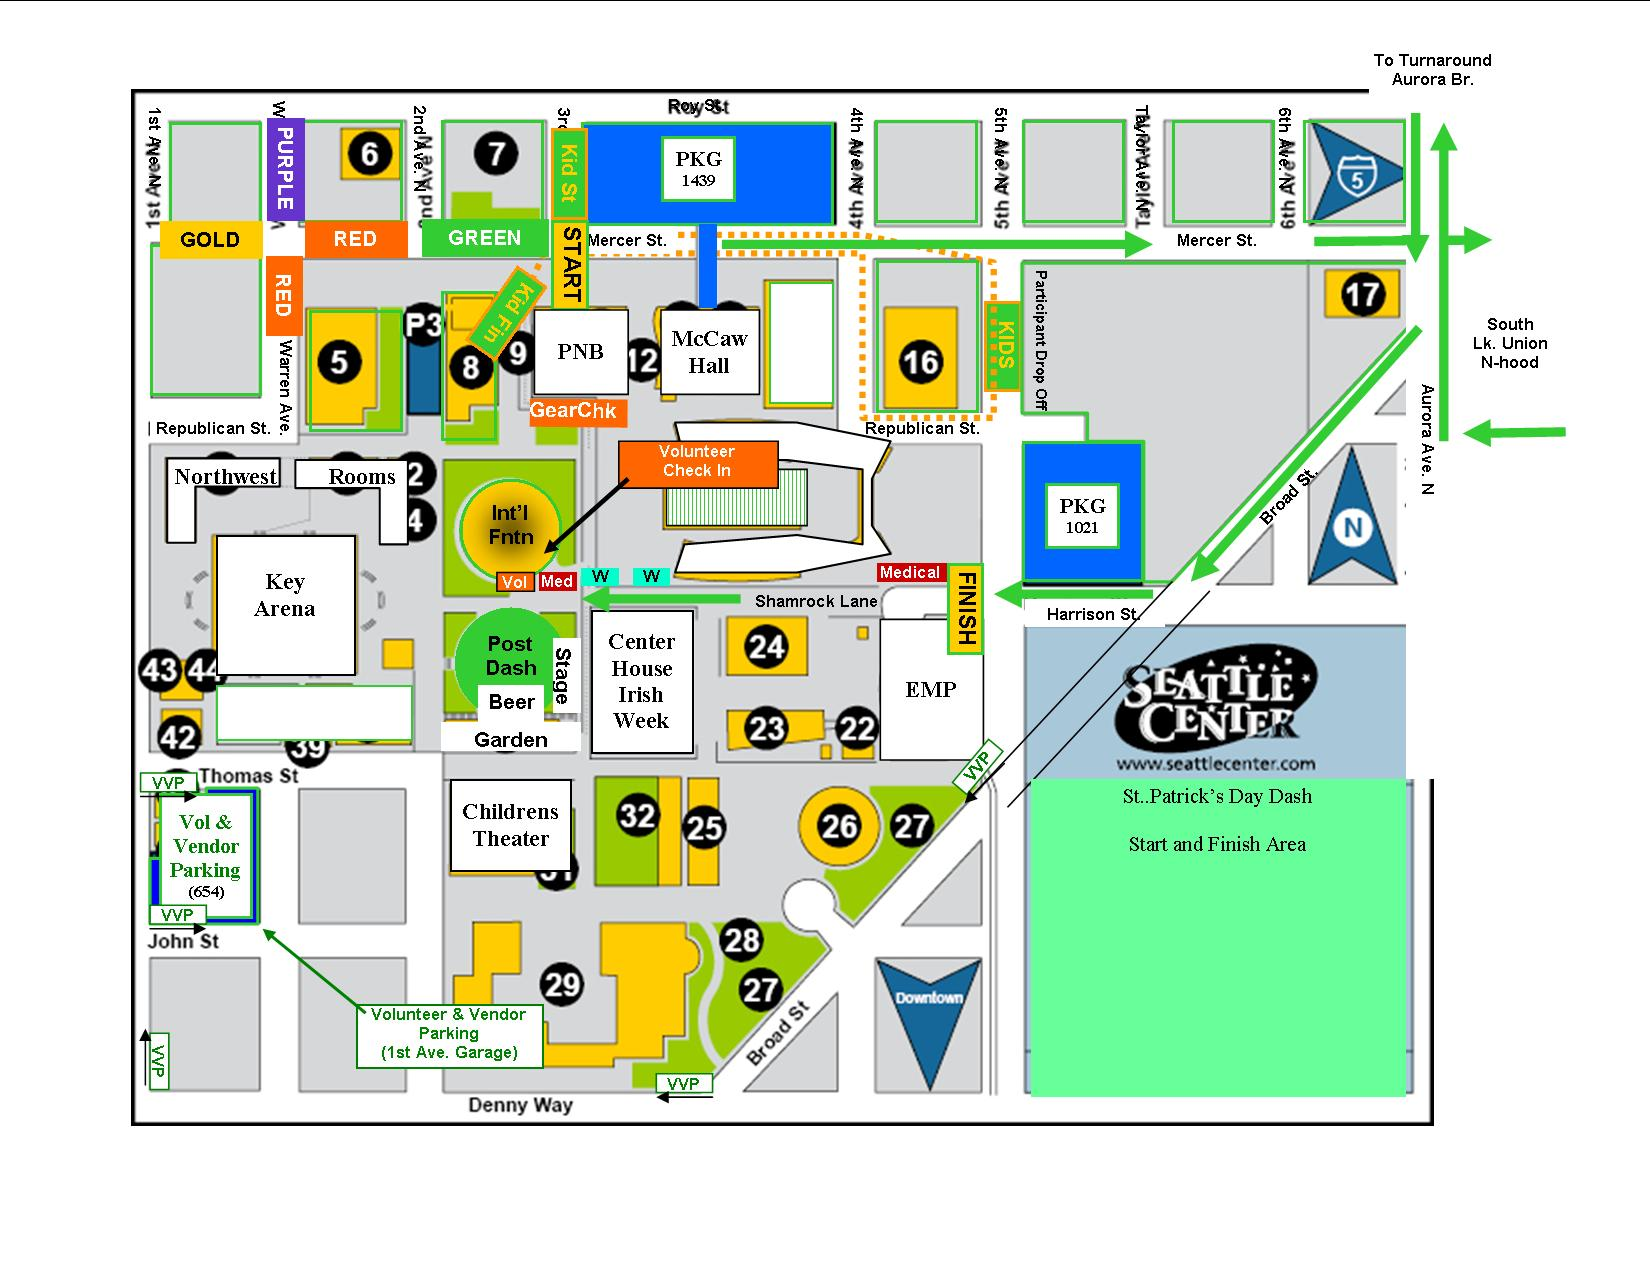 To Turnaround
Aurora Br.
Roy St
1st Ave. N
PURPLE
2nd Ave. N
3rd
4th Ave. N
5th Ave. N
Taylor Ave. N
6th Ave. N
6
7
Kid St
PKG
1439
5
GOLD
RED
GREEN
START
Mercer St.
Mercer St.
RED
Kid Fin
Participant Drop Off
17
P3
5
8
9
PNB
12
McCaw
Hall
16
KIDS
South
Lk. Union
N-hood
Warren Ave.
GearChk
Aurora Ave. N
Republican St.
Republican St.
Volunteer
Check In
Northwest
Rooms
2
4
Int'l
Fntn
PKG
1021
Broad St.
N
Key
Arena
Vol
Med
W
W
Medical
FINISH
Shamrock Lane
Harrison St.
Post
Dash
Stage
Beer
Garden
Center
House
Irish
Week
24
EMP
43
44
42
39
23
22
SEATTLE
CENTER
www.seattlecenter.com
VVP
Thomas St
VVP
St..Patrick's Day Dash
Start and Finish Area
Vol &
Vendor
Parking
(654)
VVP
Childrens
Theater
31
32
25
26
27
John St
28
29
27
Downtown
Volunteer & Vendor
Parking
(1st Ave. Garage)
Broad St
VVP
VVP
Denny Way